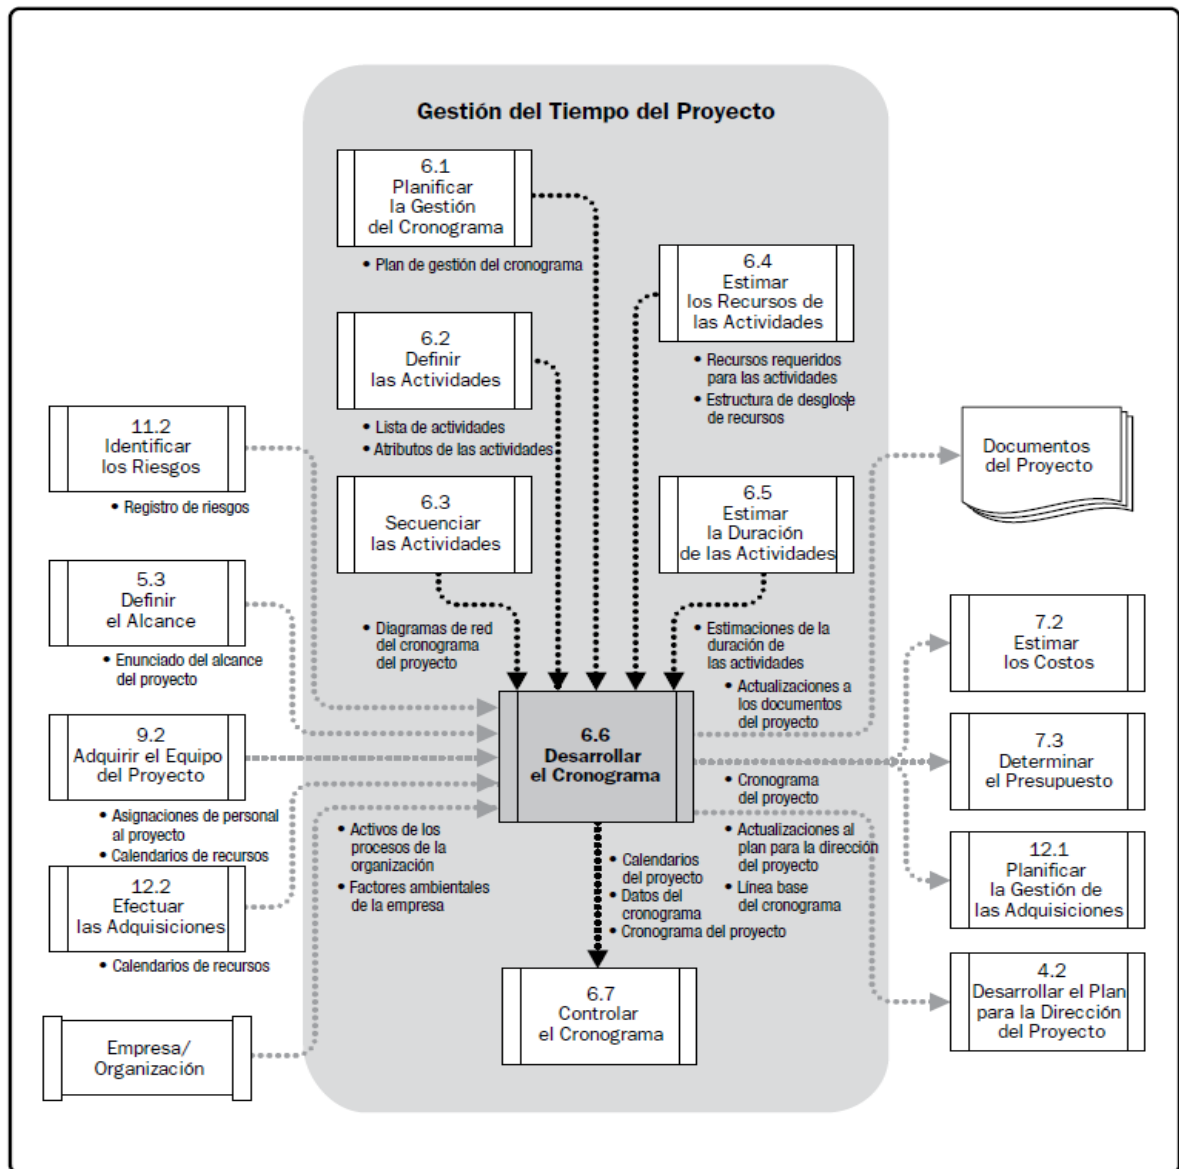 Gestión del Tiempo del Proyecto
6.1
Planificar
la Gestión
del Cronograma
• Plan de gestión del cronograma
6.4
Estimar
los Recursos de
las Actividades
• Recursos requeridos
para las actividades
• Estructura de desglose
de recursos
6.2
Definir
las Actividades
• Lista de actividades
• Atributos de las actividades
11.2
Identificar
los Riesgos
• Registro de riesgos
Documentos
del Proyecto
6.3
Secuenciar
las Actividades
• Diagramas de red
del cronograma
del proyecto
6.5
Estimar
la Duración
de las Actividades
• Estimaciones de la
duración de
las actividades
• Actualizaciones a
los documentos
del proyecto
5.3
Definir
el Alcance
• Enunciado del alcance
del proyecto
7.2
Estimar
los Costos
9.2
Adquirir el Equipo
del Proyecto
• Asignaciones de personal
al proyecto
• Calendarios de recursos
6.6
Desarrollar
el Cronograma
• Cronograma
del proyecto
7.3
Determinar
el Presupuesto
• Activos de los
procesos de la
organización
• Factores ambientales
de la empresa
• Calendarios
del proyecto
• Datos del
cronograma
• Cronograma del proyecto
• Actualizaciones al
plan para la dirección
del proyecto
• Línea base
del cronograma
12.2
Efectuar
las Adquisiciones
• Calendarios de recursos
12.1
Planificar
la Gestión de
las Adquisiciones
6.7
Controlar
el Cronograma
4.2
Desarrollar el Plan
para la Dirección
del Proyecto
Empresa/
Organización